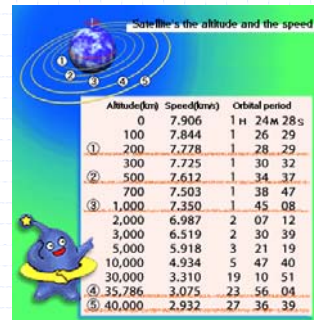 Satellite's the altitude and the speed
① ② ③ ④ ⑤
Altitude(km) Speed(km/s) Orbital period
0 7.906 1 H 24 M 28 S
100 7.844 1 26 29
① 200 7.778 1 28 29
300 7.725 1 30 32
② 500 7.612 1 34 37
700 7.503 1 38 47
③ 1,000 7.350 1 45 08
2,000 6.987 2 07 12
3,000 6.519 2 30 39
5,000 5.918 3 21 19
10,000 4.934 5 47 40
30,000 3.310 19 10 51
④ 35,786 3.075 23 56 04
⑤ 40,000 2.932 27 36 39